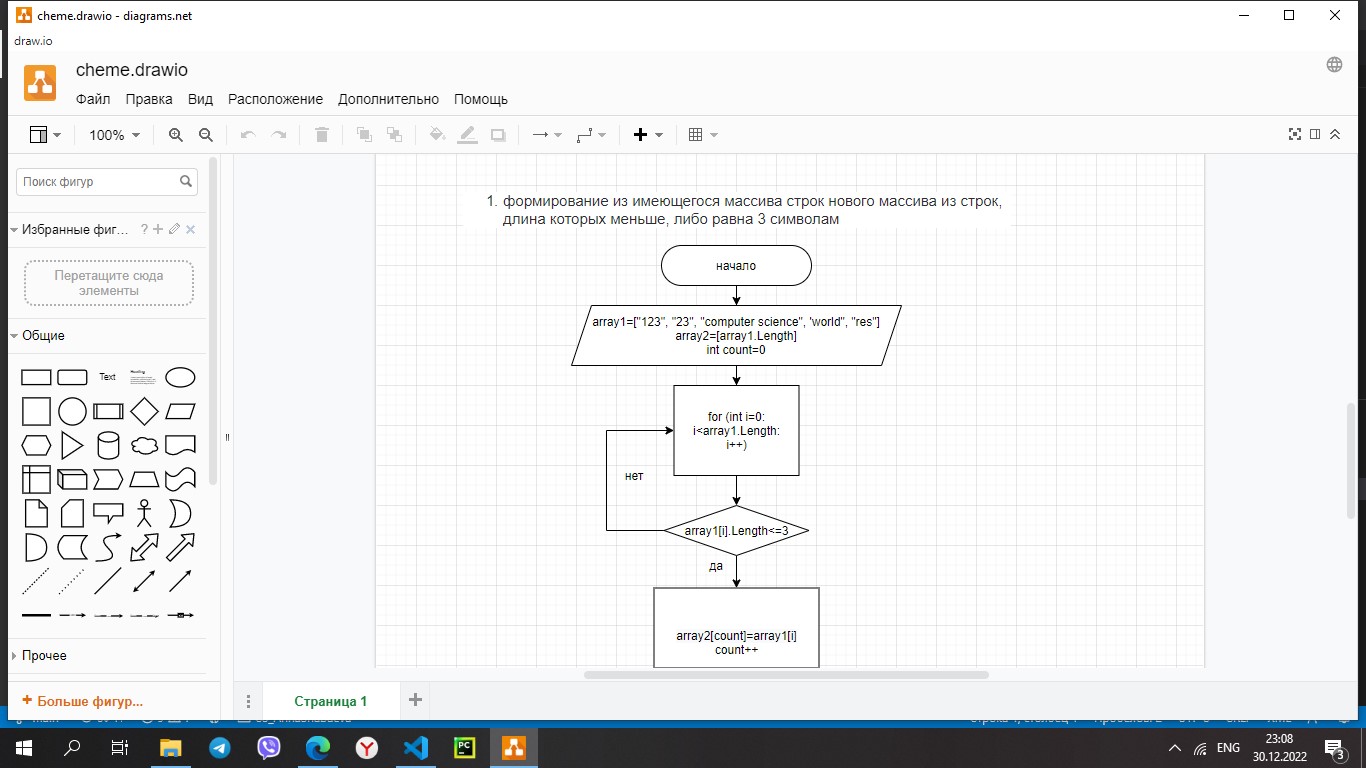 cheme.drawio - diagrams.net
draw.io
cheme.drawio
Файл Правка Вид Расположение Дополнительно Помощь
100%
Поиск фигур
Избранные фиг... ?
Перетащите сюда
элементы
Общие
Text
Heading
Прочее
+ Больше фигур...
1. формирование из имеющегося массива строк нового массива из строк,
длина которых меньше, либо равна 3 символам
начало
array1=["123", "23", "computer science", 'world", "res"]
array2=[array1.Length]
int count=0
for (int i=0:
i<array1.Length:
i++)
нет
array1[i].Length<=3
да
array2[count]=array1[i]
count++
Страница 1
ENG
23:08
30.12.2022
3